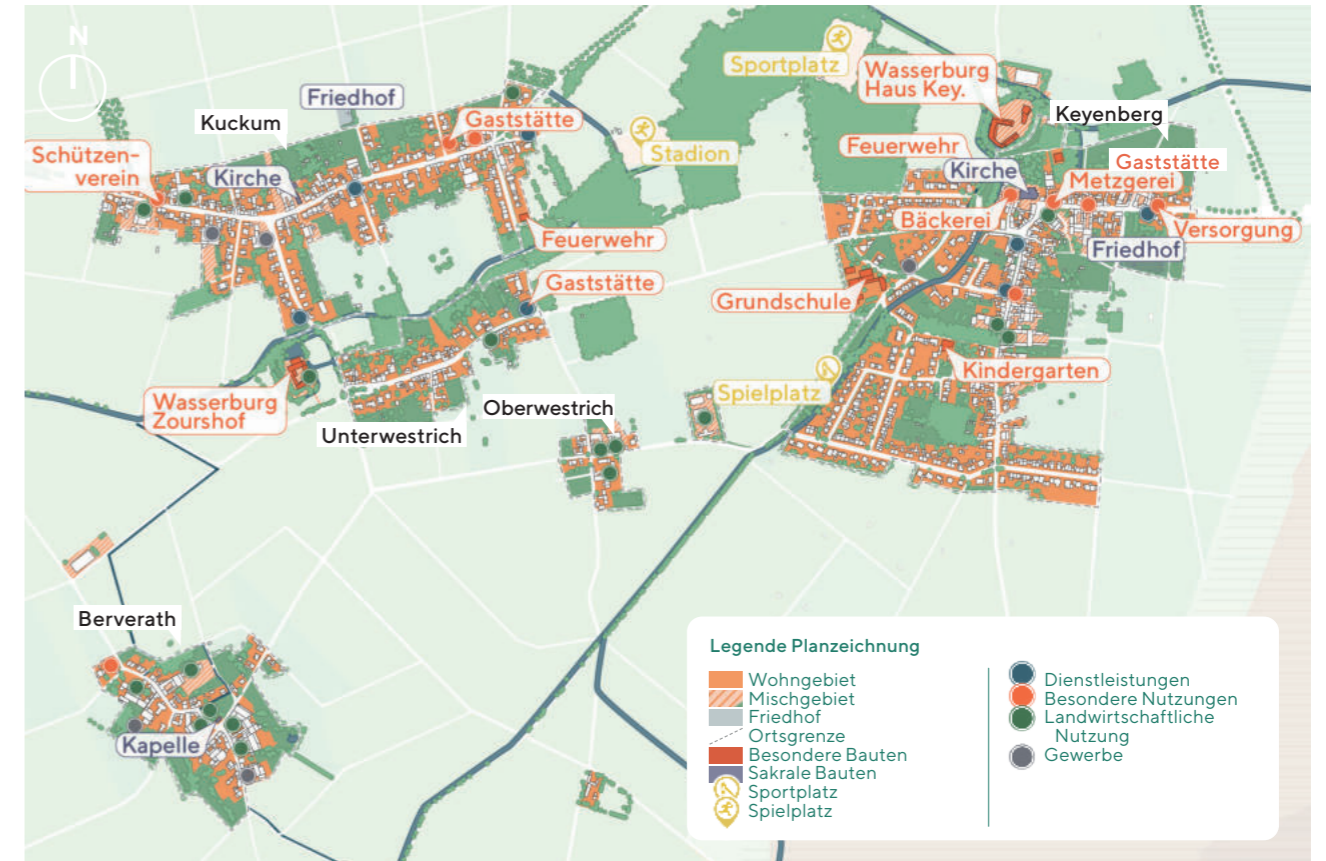 N
Sportplatz
Wasserburg
Haus Key.
Friedhof
Kuckum
Gaststätte
Keyenberg
Stadion
Feuerwehr
Schützen-
verein
Kirche
Kirche
Gaststätte
Metzgerei
Bäckerei
Versorgung
Feuerwehr
Friedhof
Gaststätte
Grundschule
Kindergarten
Spielplatz
Wasserburg
Zourshof
Oberwestrich
Unterwestrich
Berverath
Kapelle
Legende Planzeichnung
Wohngebiet
Mischgebiet
Friedhof
Ortsgrenze
Besondere Bauten
Sakrale Bauten
Sportplatz
Spielplatz
Dienstleistungen
Besondere Nutzungen
Landwirtschaftliche
Nutzung
Gewerbe